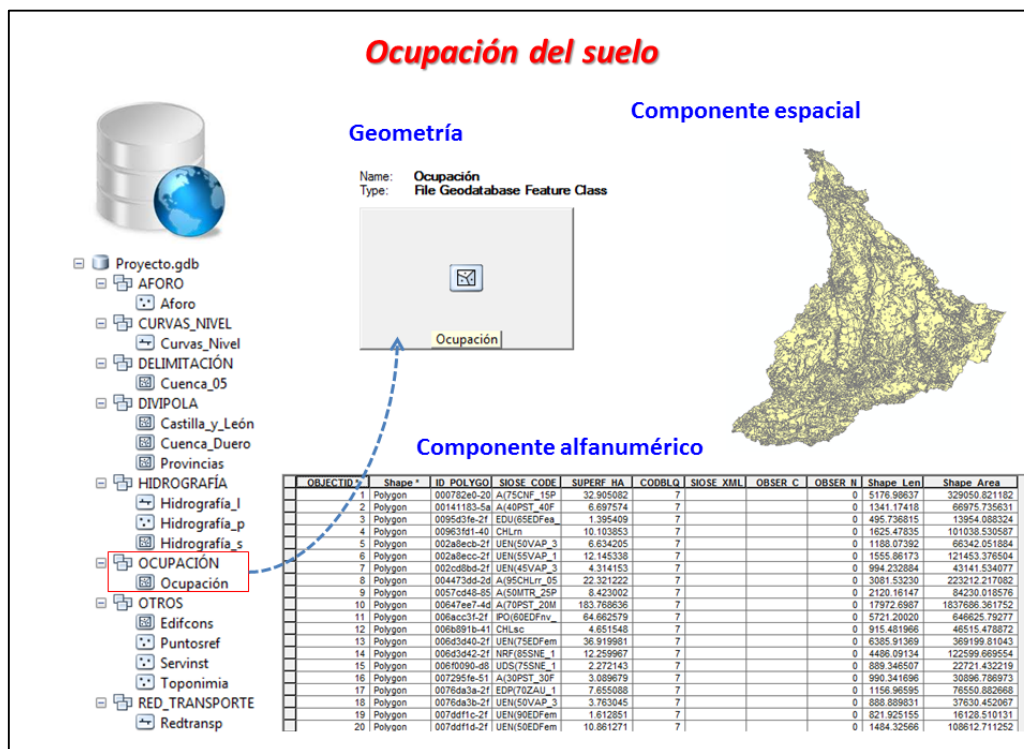 Ocupación del suelo
Geometría
Componente espacial
Name: Ocupación
Type: File Geodatabase Feature Class
Ocupación
Proyecto.gdb
AFORO
Aforo
CURVAS_NIVEL
Curvas_Nivel
DELIMITACIÓN
Cuenca_05
DIVIPOLA
Castilla_y_León
Cuenca_Duero
Provincias
HIDROGRAFÍA
Hidrografía_l
Hidrografía_p
Hidrografía_s
OCUPACIÓN
Ocupación
OTROS
Edifcons
Puntosref
Servinst
Toponimia
RED_TRANSPORTE
Redtransp
Componente alfanumérico
OBJECTID * Shape * ID_POLYGO SIOSE_CODE SUPERF_HA CODBLQ SIOSE_XML OBSER_C OBSER_N Shape_Len Shape_Area
1 Polygon 000782e0-20 A(75CNF_15P 32.905082 7 0 5176.98637 329050.821182
2 Polygon 00141183-5a A(40PST_40F 6.697574 7 0 1341.17418 66975.735631
3 Polygon 0095d3fe-2f EDU(65EDFea_ 1.395409 7 0 495.736815 13954.088324
4 Polygon 00963fd1-40 CHLrn 10.103853 7 0 1625.47835 101038.530587
5 Polygon 002a8ecb-2f UEN(50VAP_3 6.634205 7 0 1188.07392 66342.051884
6 Polygon 002a8ecc-2f UEN(55VAP_1 12.145338 7 0 1555.86173 121453.376504
7 Polygon 002cd8bd-2f UEN(45VAP_3 4.314153 7 0 994.232884 43141.534077
8 Polygon 004473dd-2d A(95CHLrr_05 22.321222 7 0 3081.53230 223212.217082
9 Polygon 0057cd48-85 A(50MTR_25P 8.423002 7 0 2120.16147 84230.018576
10 Polygon 00647ee7-4d A(70PST_20M 183.768636 7 0 17972.6987 1837686.361752
11 Polygon 006acc3f-2f IPO(60EDFnv_ 64.662579 7 0 5721.20020 646625.79277
12 Polygon 006b891b-41 CHLsc 4.651548 7 0 915.481966 46515.478872
13 Polygon 006d3d40-2f UEN(75EDFem 36.919981 7 0 6385.91369 369199.81043
14 Polygon 006d3d42-2f NRF(85SNE_1 12.259967 7 0 4486.09134 122599.669554
15 Polygon 006f0090-d8 UDS(75SNE_1 2.272143 7 0 889.346507 22721.432219
16 Polygon 007295fe-51 A(30PST_30F 3.089679 7 0 990.341696 30896.786973
17 Polygon 0076da3a-2f EDP(70ZAU_1 7.655088 7 0 1156.96595 76550.882668
18 Polygon 0076da3b-2f UEN(50VAP_3 3.763045 7 0 888.889831 37630.452067
19 Polygon 007ddf1c-2f UEN(90EDFem 1.612851 7 0 821.925155 16128.510131
20 Polygon 007ddf1d-2f UEN(50EDFem 10.861271 7 0 1484.32566 108612.711252